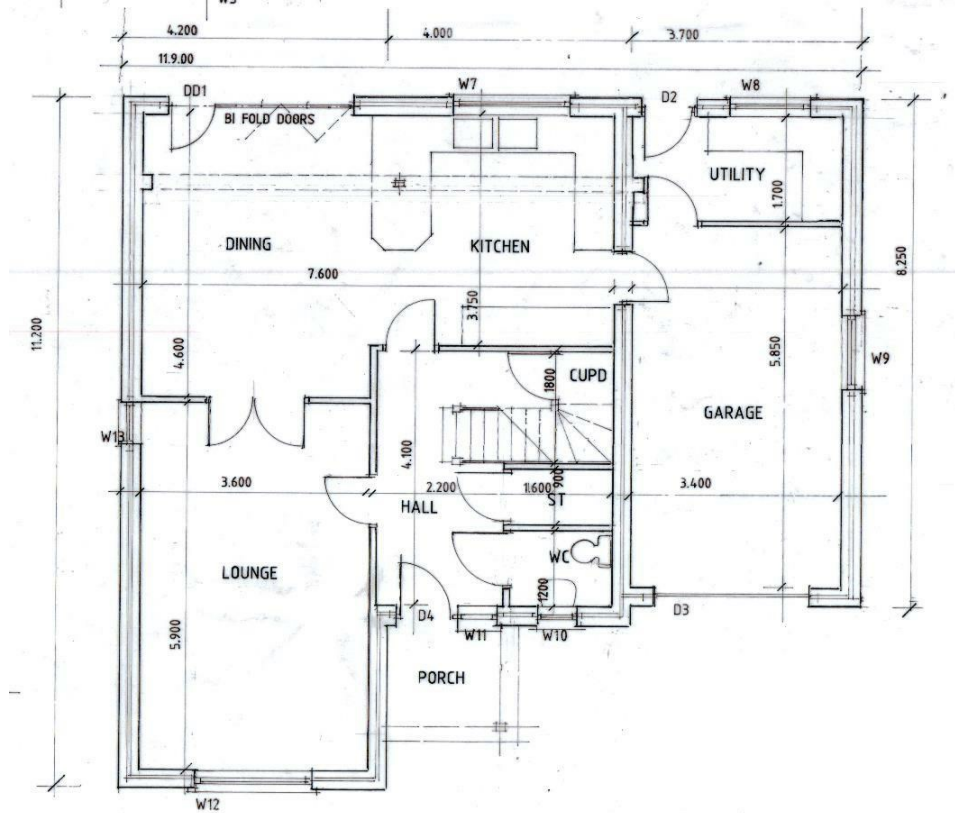 W5
4.200
4.000
3.700
11.9.00
DD1
W7
D2
W8
BI FOLD DOORS
UTILITY
1.700
DINING
KITCHEN
7.600
8.250
3.750
11.200
4.600
5.850
W9
1800
CUPD
GARAGE
W13
4.100
3.600
2.200
11.600
900
3.400
HALL
ST
WC
LOUNGE
1200
D4
D3
W11
W10
5.900
PORCH
W12